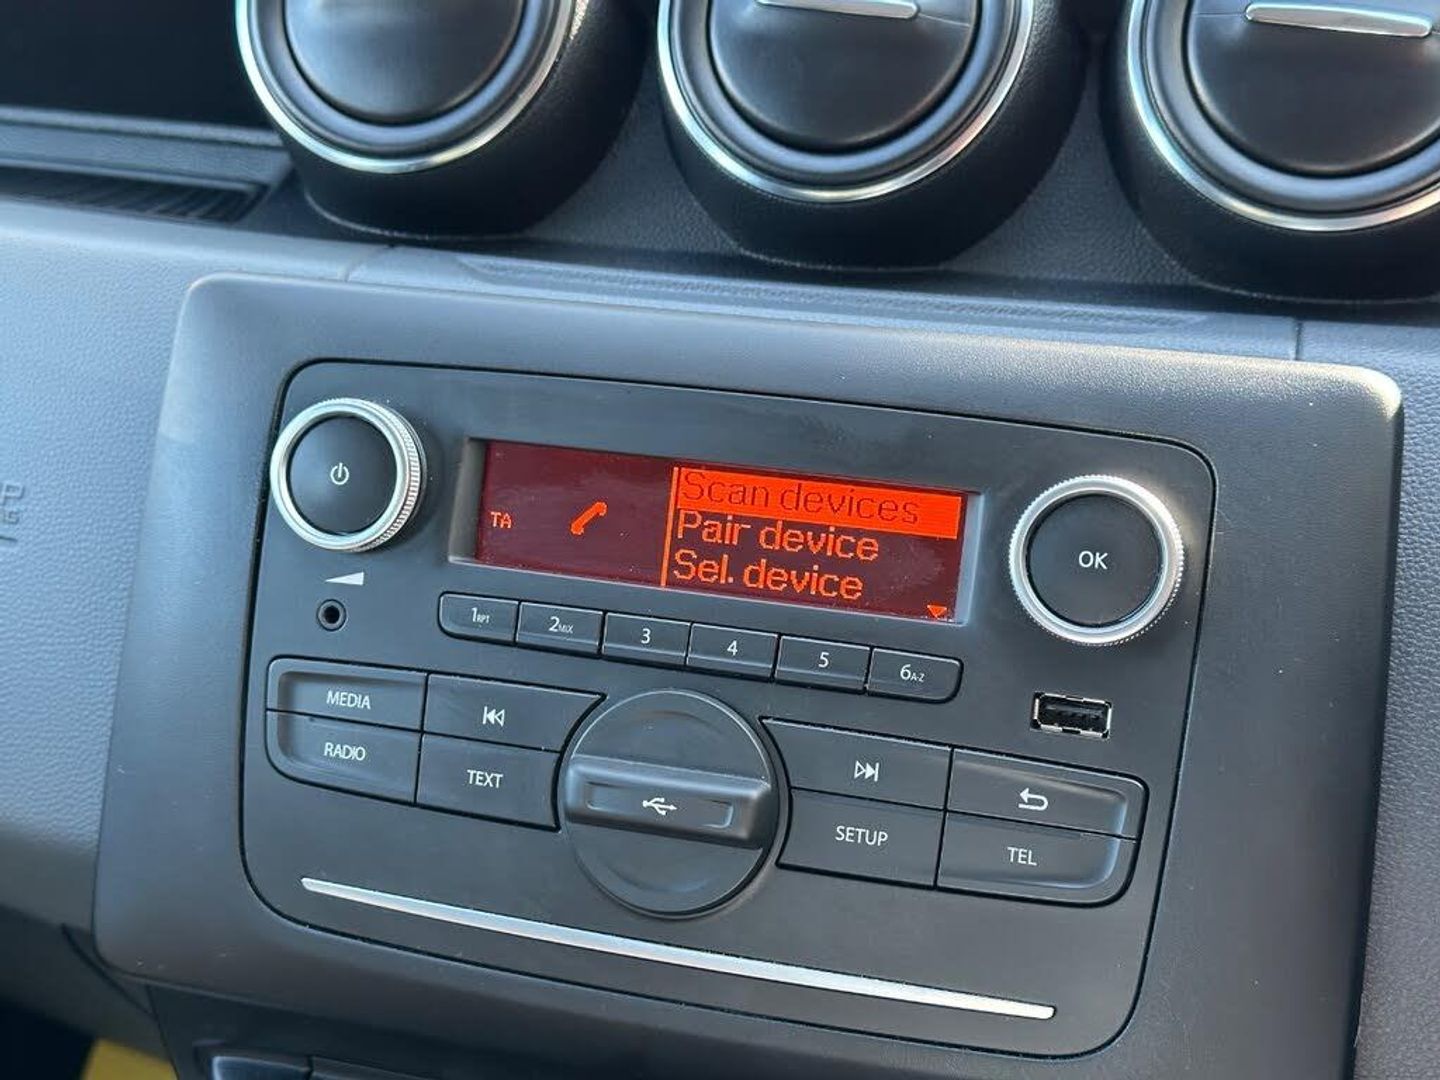 Scan devices
TA
Pair device
Sel. device
OK
1RPT
2MIX
3
4
5
6A-Z
MEDIA
RADIO
TEXT
SETUP
TEL